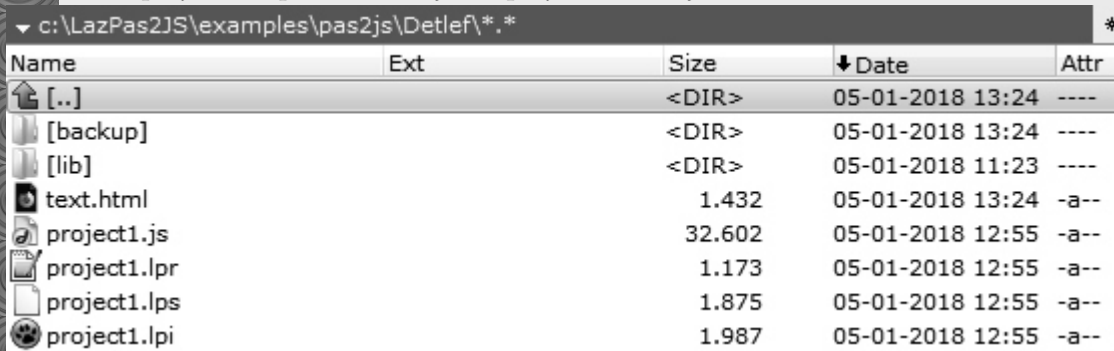 c:\LazPas2JS\examples\pas2js\Detlef\*.*
Name Ext Size Date Attr
[..] <DIR> 05-01-2018 13:24 ----
[backup] <DIR> 05-01-2018 13:24 ----
[lib] <DIR> 05-01-2018 11:23 ----
text.html 1.432 05-01-2018 13:24 -a--
project1.js 32.602 05-01-2018 12:55 -a--
project1.lpr 1.173 05-01-2018 12:55 -a--
project1.lps 1.875 05-01-2018 12:55 -a--
project1.lpi 1.987 05-01-2018 12:55 -a--